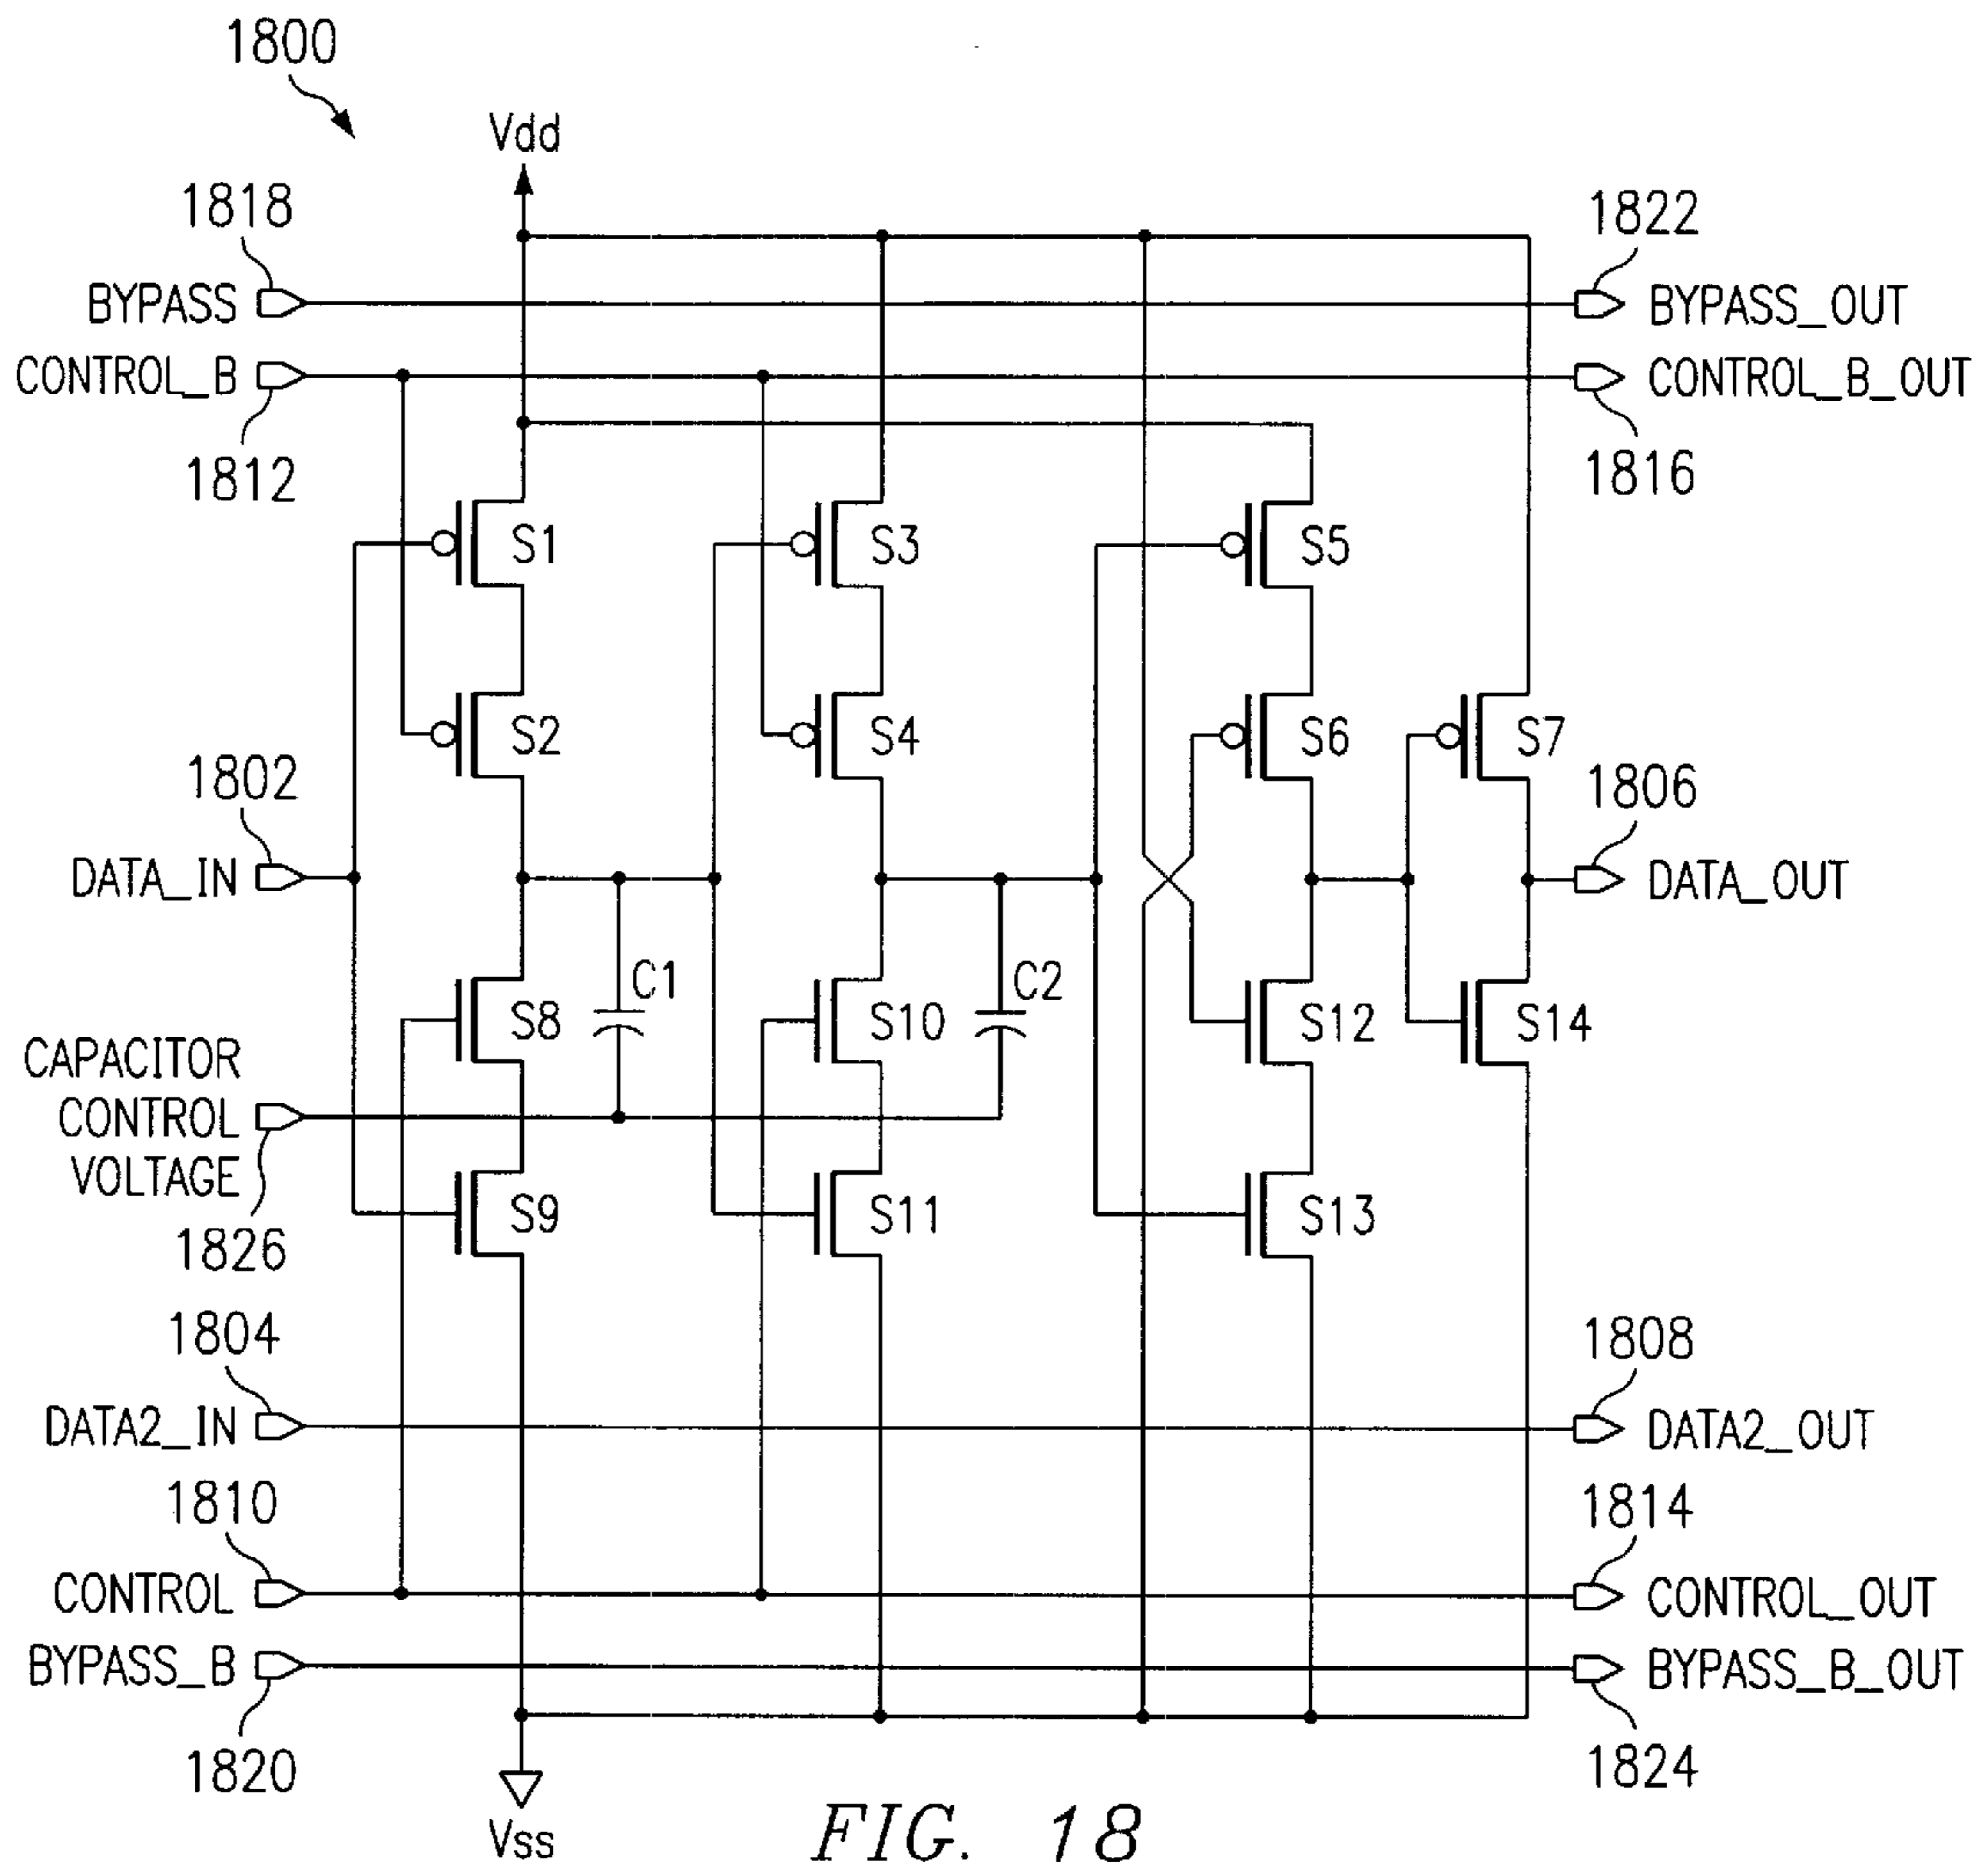 1800
Vdd
1818
1822
BYPASS
BYPASS_OUT
CONTROL_B
CONTROL_B_OUT
1812
1816
S1
S3
S5
S2
S4
S6
S7
1802
1806
DATA_IN
DATA_OUT
C1
C2
S8
S10
S12
S14
CAPACITOR
CONTROL
VOLTAGE
S9
S11
S13
1826
1804
1808
DATA2_IN
DATA2_OUT
1810
1814
CONTROL
CONTROL_OUT
BYPASS_B
BYPASS_B_OUT
1820
1824
Vss
FIG. 18